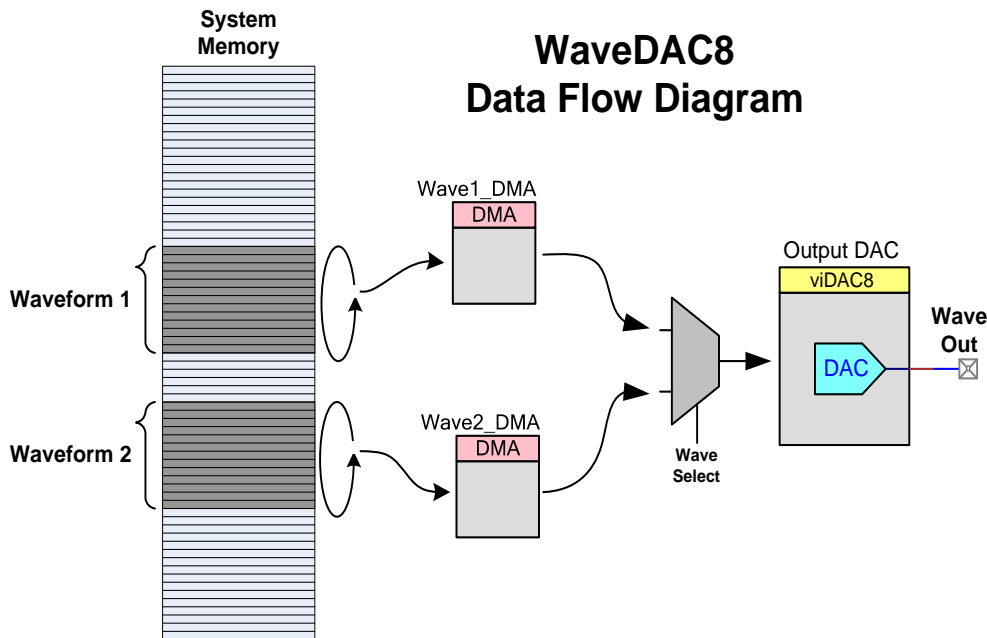 System
Memory
WaveDAC8
Data Flow Diagram
Wave1_DMA
DMA
Output DAC
viDAC8
Waveform 1
Wave
Out
DAC
Wave2_DMA
DMA
Waveform 2
Wave
Select